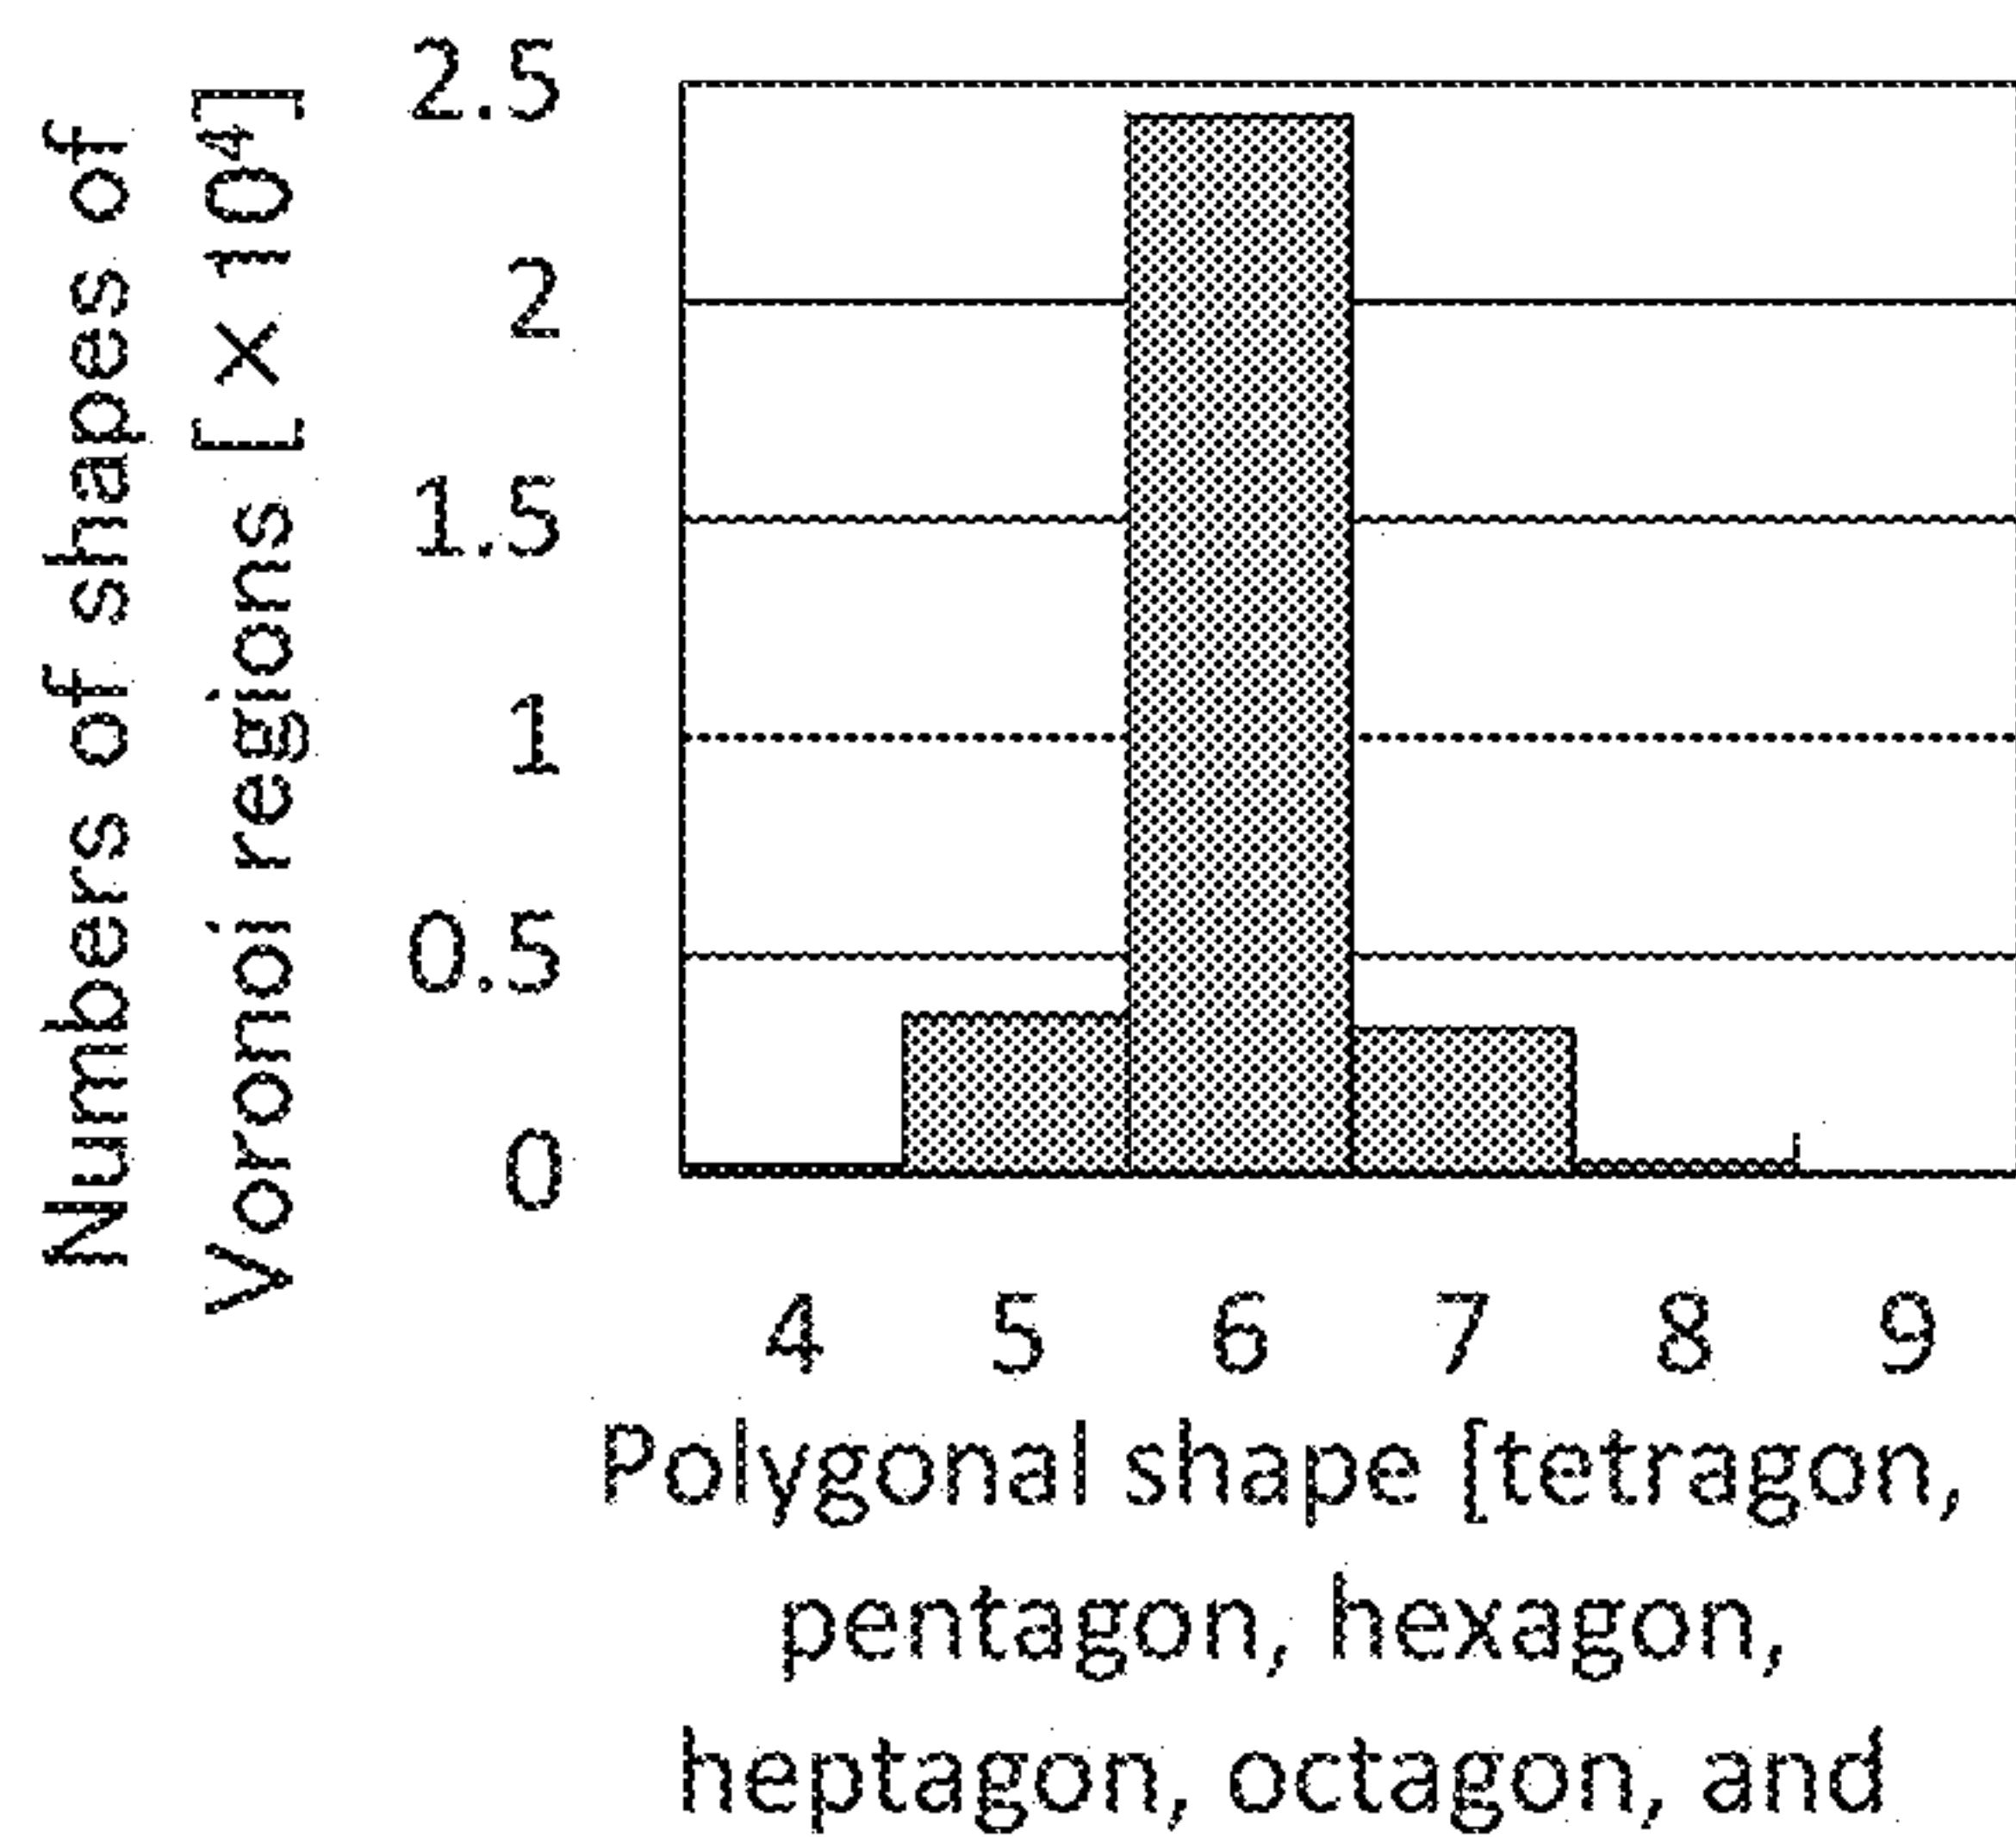 Numbers of shapes of
Voronoi regions [×10⁴]
2.5
2
1.5
1
0.5
0
4 5 6 7 8 9
Polygonal shape [tetragon,
pentagon, hexagon,
heptagon, octagon, and